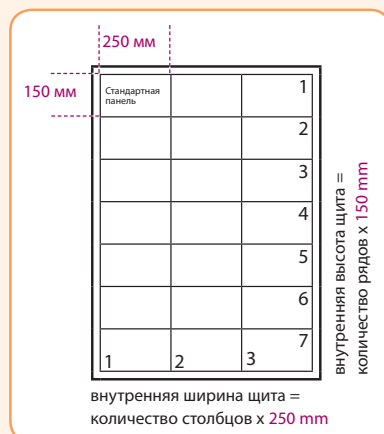 250 мм
150 мм
Стандартная
панель
1
2
3
4
5
6
7
1 2 3
внутренняя высота щита =
количество рядов x 150 mm
внутренняя ширина щита =
количество столбцов x 250 mm